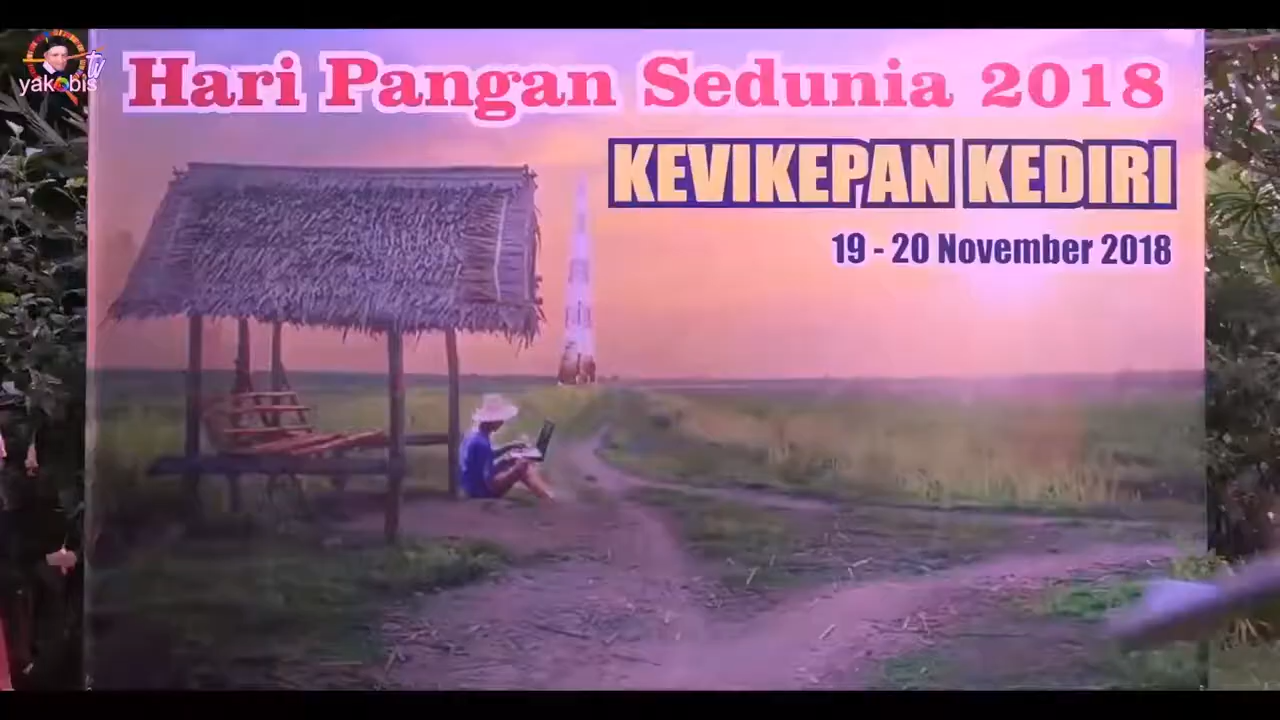 yakobis tv
Hari Pangan Sedunia 2018
KEVIKEPAN KEDIRI
19 - 20 November 2018